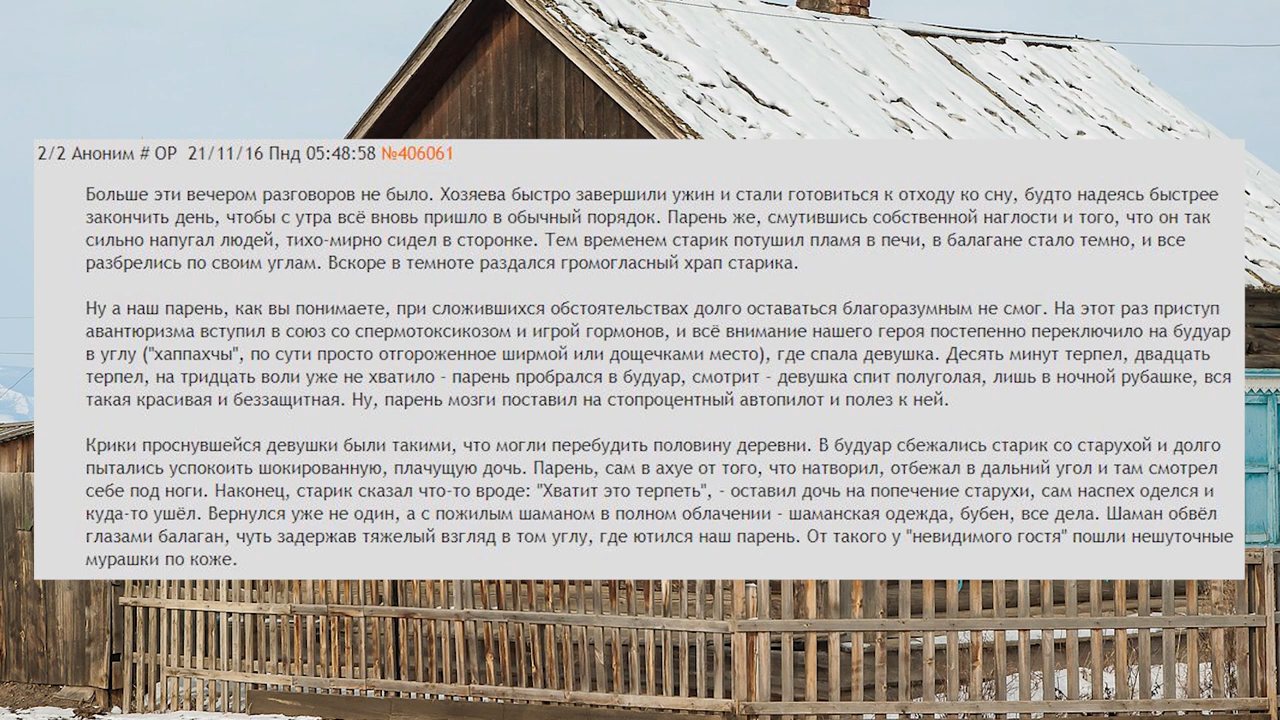 2/2 Аноним # OP 21/11/16 Пнд 05:48:58 №406061
Больше эти вечером разговоров не было. Хозяева быстро завершили ужин и стали готовиться к отходу ко сну, будто надеясь быстрее
закончить день, чтобы с утра всё вновь пришло в обычный порядок. Парень же, смутившись собственной наглости и того, что он так
сильно напугал людей, тихо-мирно сидел в сторонке. Тем временем старик потушил пламя в печи, в балагане стало темно, и все
разбрелись по своим углам. Вскоре в темноте раздался громогласный храп старика.
Ну а наш парень, как вы понимаете, при сложившихся обстоятельствах долго оставаться благоразумным не смог. На этот раз приступ
авантюризма вступил в союз со спермотоксикозом и игрой гормонов, и всё внимание нашего героя постепенно переключило на будуар
в углу ("хаппахчы", по сути просто отгороженное ширмой или дощечками место), где спала девушка. Десять минут терпел, двадцать
терпел, на тридцать воли уже не хватило - парень пробрался в будуар, смотрит - девушка спит полуголая, лишь в ночной рубашке, вся
такая красивая и беззащитная. Ну, парень мозги поставил на стопроцентный автопилот и полез к ней.
Крики проснувшейся девушки были такими, что могли перебудить половину деревни. В будуар сбежались старик со старухой и долго
пытались успокоить шокированную, плачущую дочь. Парень, сам в ахуе от того, что натворил, отбежал в дальний угол и там смотрел
себе под ноги. Наконец, старик сказал что-то вроде: "Хватит это терпеть", - оставил дочь на попечение старухи, сам наспех оделся и
куда-то ушёл. Вернулся уже не один, а с пожилым шаманом в полном облачении - шаманская одежда, бубен, все дела. Шаман обвёл
глазами балаган, чуть задержав тяжелый взгляд в том углу, где ютился наш парень. От такого у "невидимого гостя" пошли нешуточные
мурашки по коже.